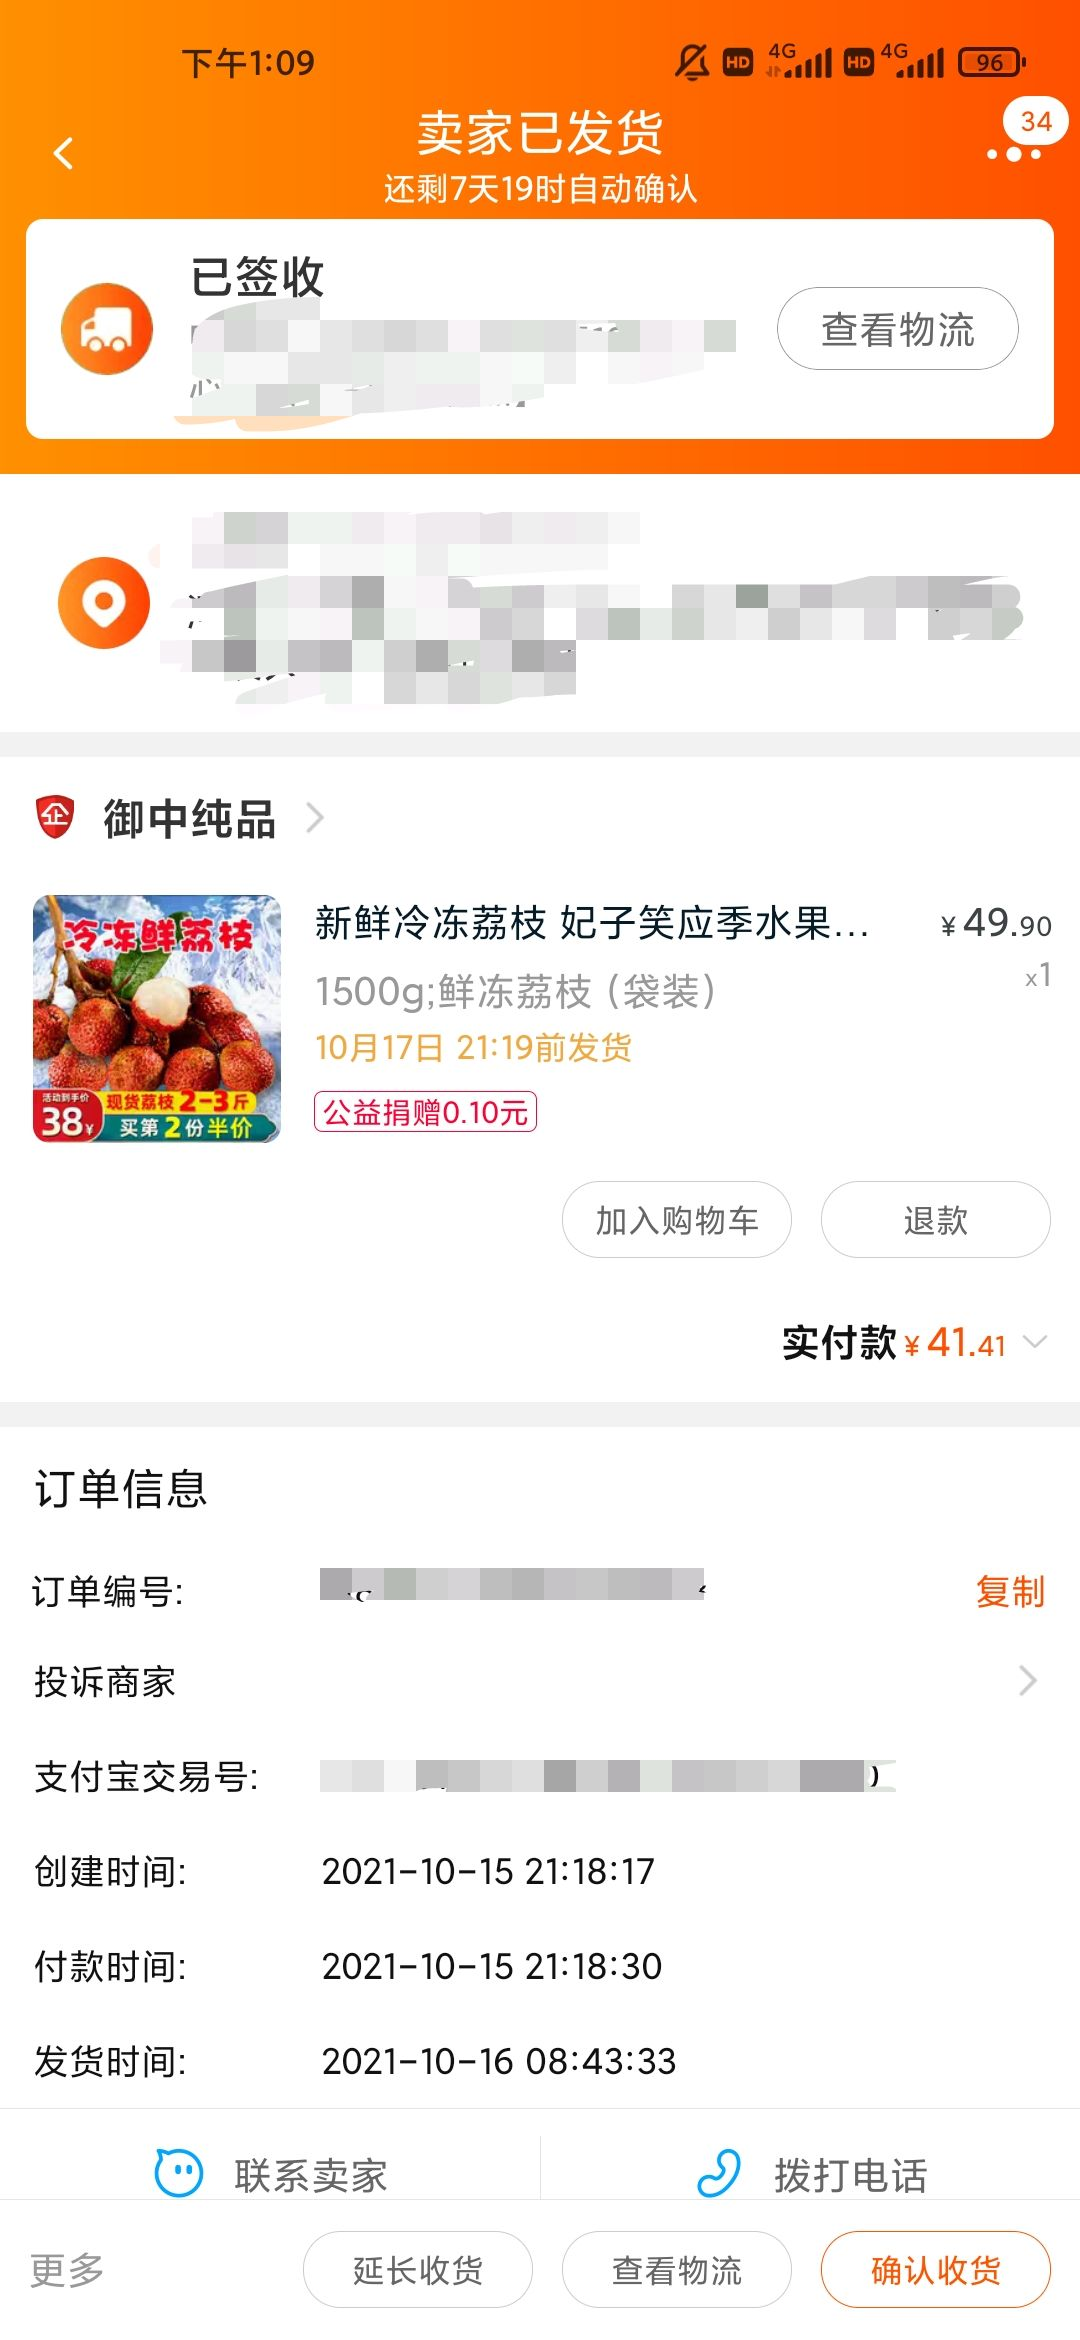 下午1:09
HD 4G HD 4G 96
34
卖家已发货
还剩7天19时自动确认
已签收
查看物流
企 御中纯品
新鲜冷冻荔枝 妃子笑应季水果... ¥49.90
1500g;鲜冻荔枝（袋装） x1
10月17日 21:19前发货
公益捐赠0.10元
冷冻鲜荔枝
活动到手价
38¥
现货荔枝2-3斤
买第2份半价
加入购物车 退款
实付款 ¥41.41
订单信息
订单编号: 复制
投诉商家
支付宝交易号:
创建时间: 2021-10-15 21:18:17
付款时间: 2021-10-15 21:18:30
发货时间: 2021-10-16 08:43:33
联系卖家 拨打电话
更多 延长收货 查看物流 确认收货